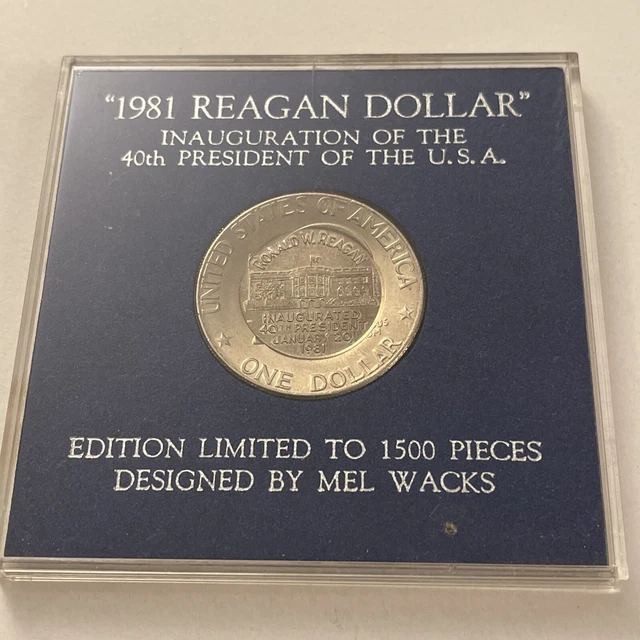 "1981 REAGAN DOLLAR"
INAUGURATION OF THE
40th PRESIDENT OF THE U.S.A.
UNITED STATES OF AMERICA
RONALD W. REAGAN
INAUGURATED
40TH PRESIDENT US
JANUARY 20
1981
ONE DOLLAR
EDITION LIMITED TO 1500 PIECES
DESIGNED BY MEL WACKS